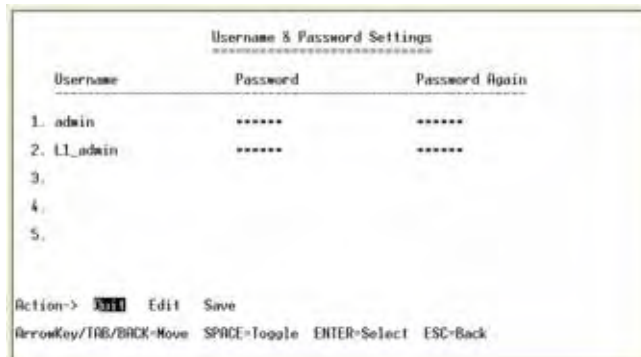 Username & Password Settings
Username Password Password Again
1. admin ****** ******
2. L1_admin ****** ******
3.
4.
5.
Action-> Quit Edit Save
ArrowKey/TAB/BACK=Move SPACE=Toggle ENTER=Select ESC=Back